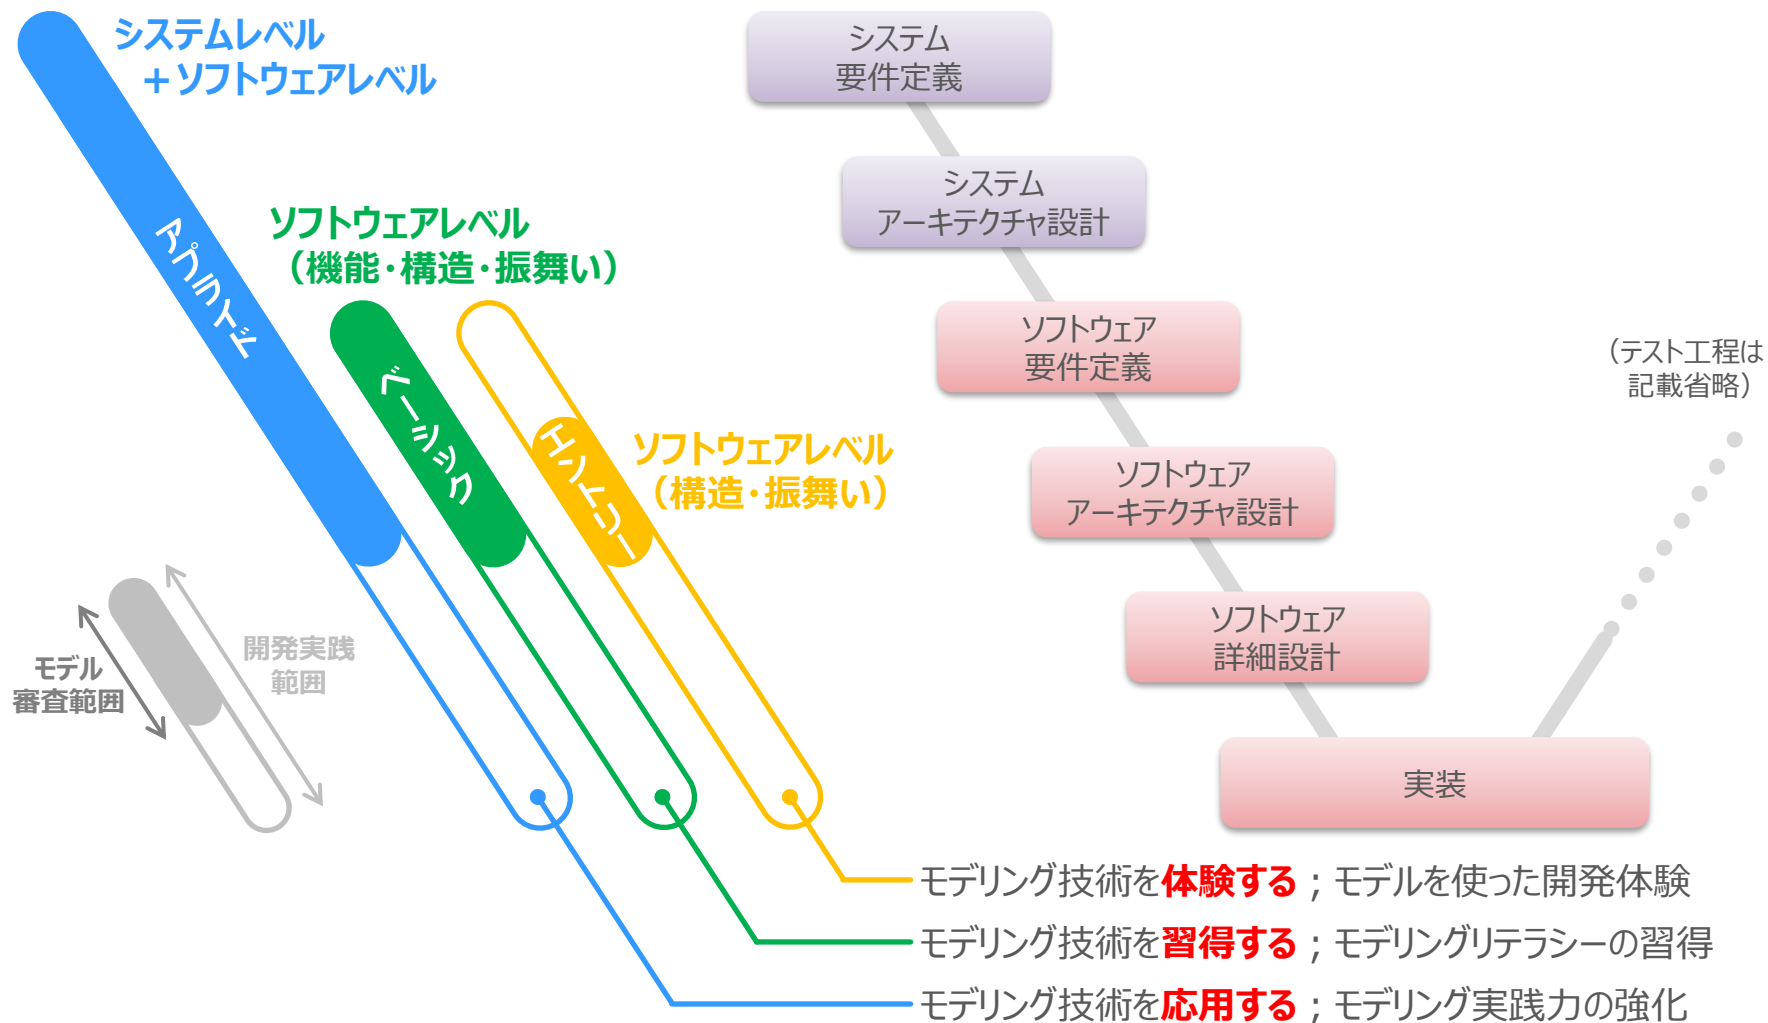 システムレベル
＋ソフトウェアレベル
アプライド
ソフトウェアレベル
（機能・構造・振舞い）
ベーシック
エントリー
ソフトウェアレベル
（構造・振舞い）
モデル
審査範囲
開発実践
範囲
システム
要件定義
システム
アーキテクチャ設計
ソフトウェア
要件定義
ソフトウェア
アーキテクチャ設計
ソフトウェア
詳細設計
実装
（テスト工程は
記載省略）
モデリング技術を体験する；モデルを使った開発体験
モデリング技術を習得する；モデリングリテラシーの習得
モデリング技術を応用する；モデリング実践力の強化